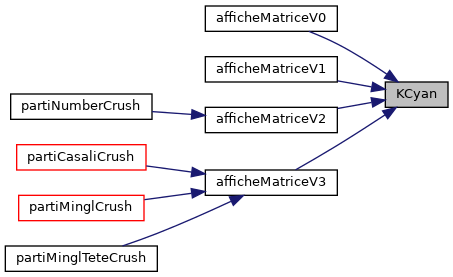 afficheMatriceV0
afficheMatriceV1
KCyan
partiNumberCrush
afficheMatriceV2
partiCasaliCrush
afficheMatriceV3
partiMinglCrush
partiMinglTeteCrush